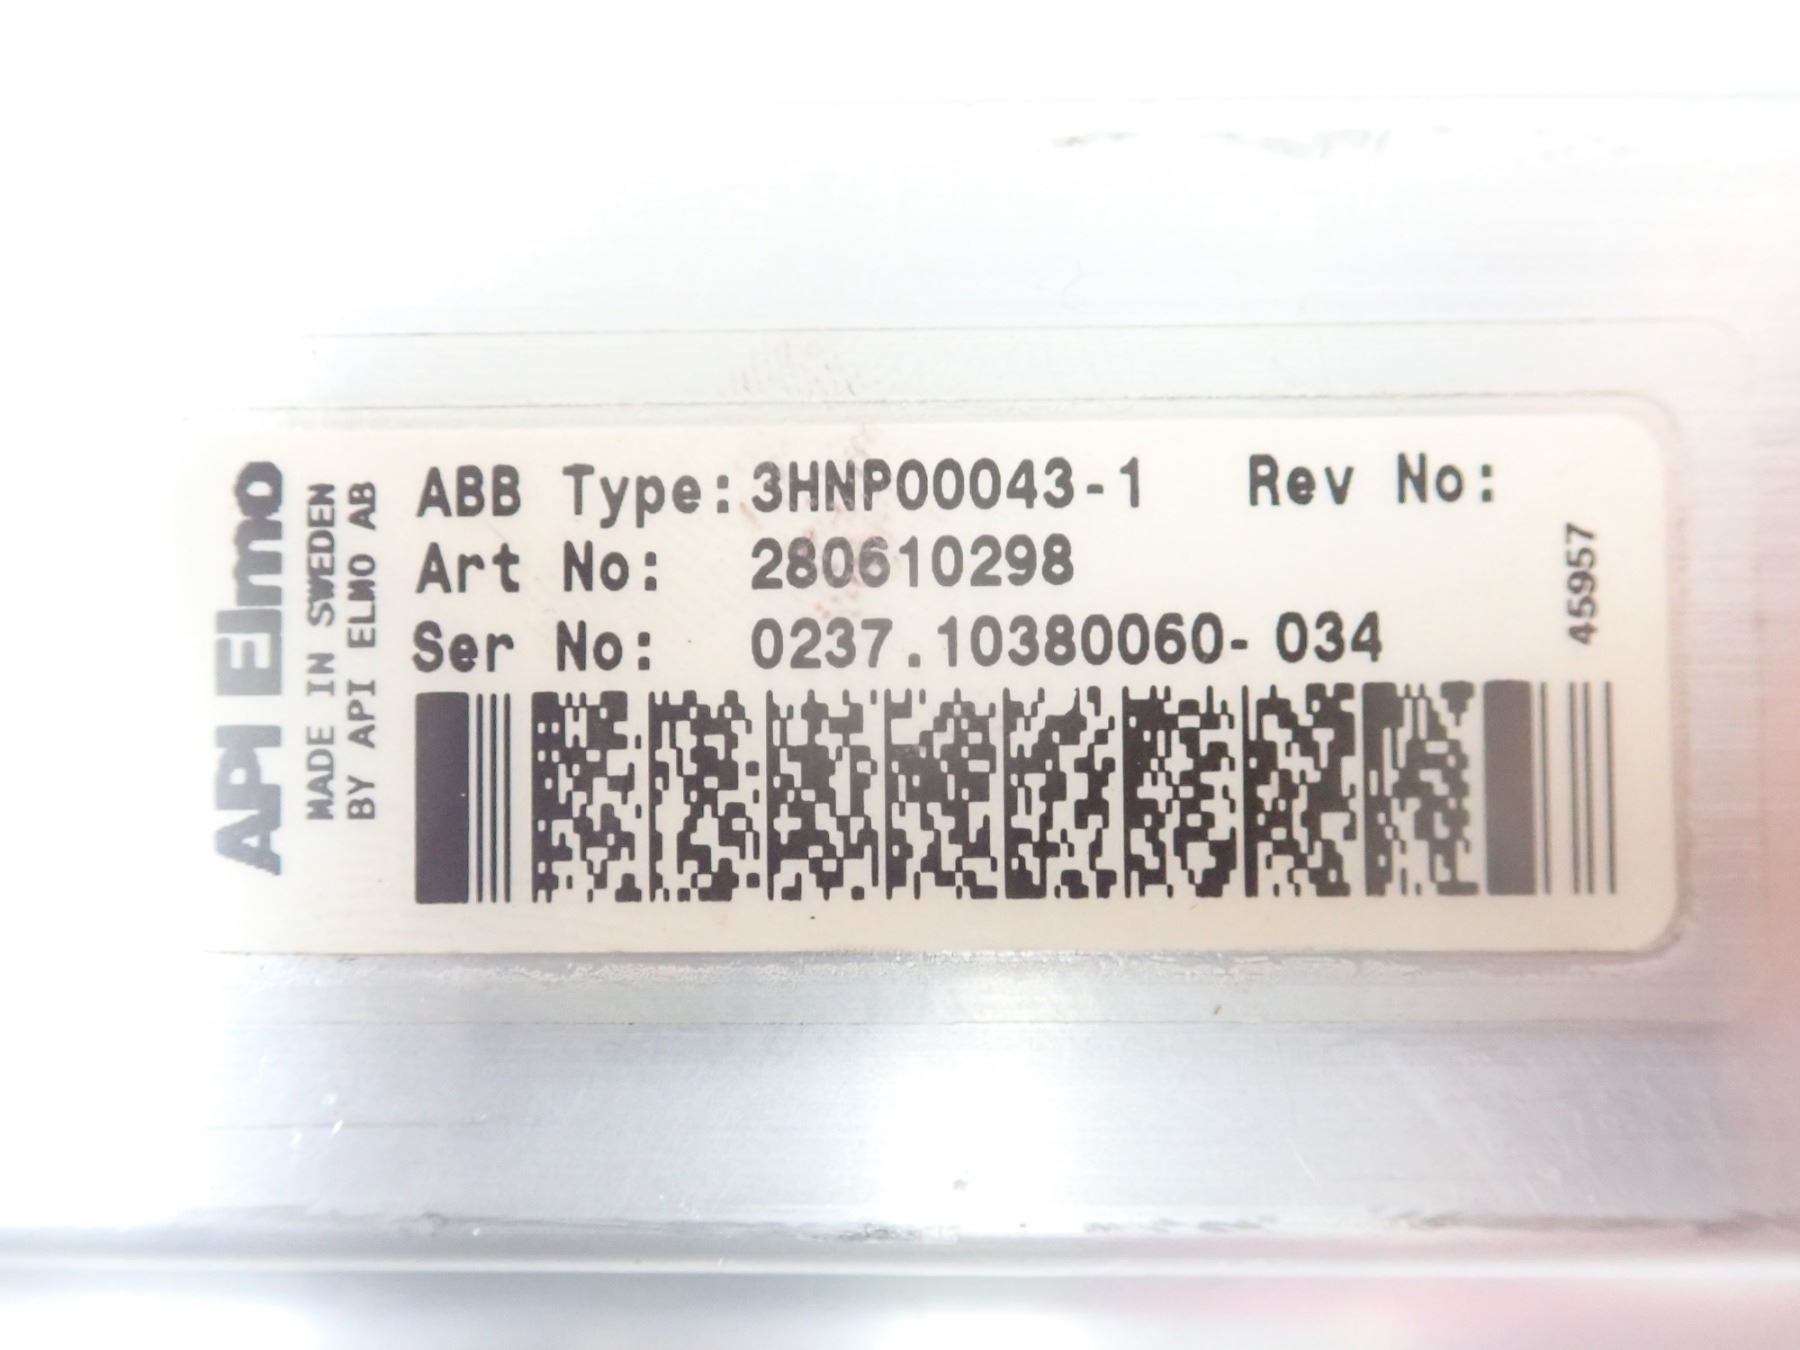 API Elmo
MADE IN SWEDEN
BY API ELMO AB
ABB Type: 3HNP00043-1 Rev No:
Art No: 280610298
Ser No: 0237.10380060- 034
45957